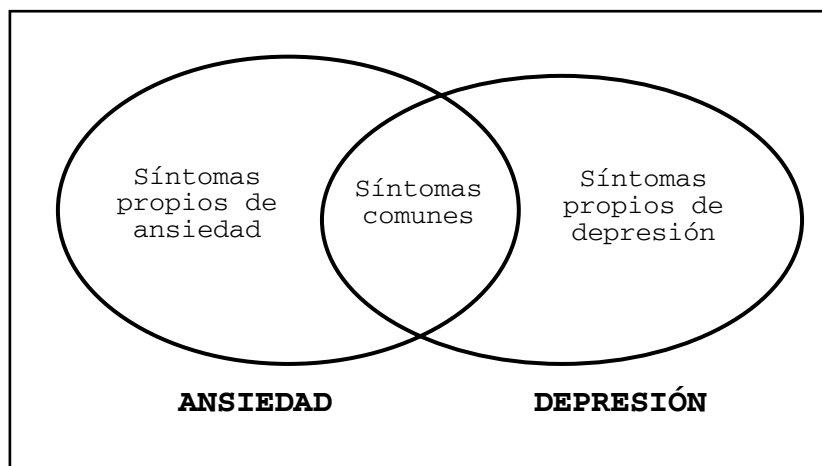 Síntomas
propios de
ansiedad
Síntomas
comunes
Síntomas
propios de
depresión
ANSIEDAD
DEPRESIÓN